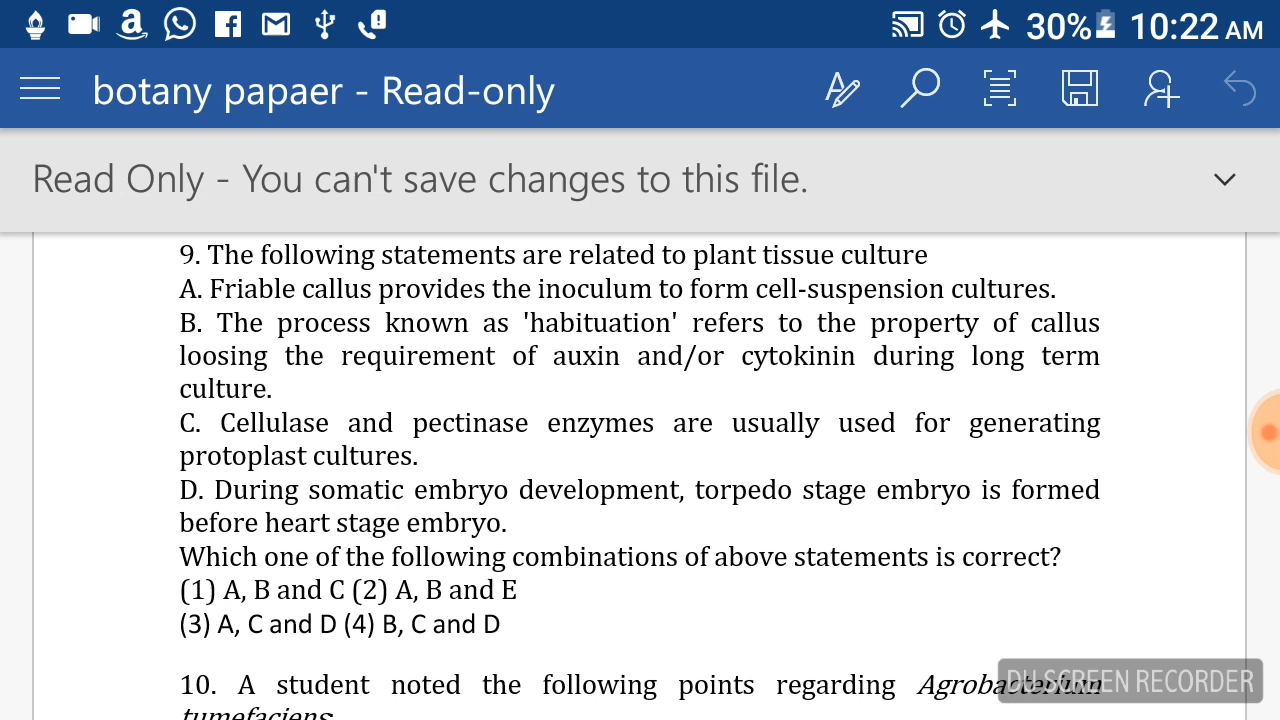 30% 10:22 AM
botany papaer - Read-only
Read Only - You can't save changes to this file.
9. The following statements are related to plant tissue culture
A. Friable callus provides the inoculum to form cell-suspension cultures.
B. The process known as 'habituation' refers to the property of callus
loosing the requirement of auxin and/or cytokinin during long term
culture.
C. Cellulase and pectinase enzymes are usually used for generating
protoplast cultures.
D. During somatic embryo development, torpedo stage embryo is formed
before heart stage embryo.
Which one of the following combinations of above statements is correct?
(1) A, B and C (2) A, B and E
(3) A, C and D (4) B, C and D
10. A student noted the following points regarding Agrobacterium
tumefaciens
DU SCREEN RECORDER